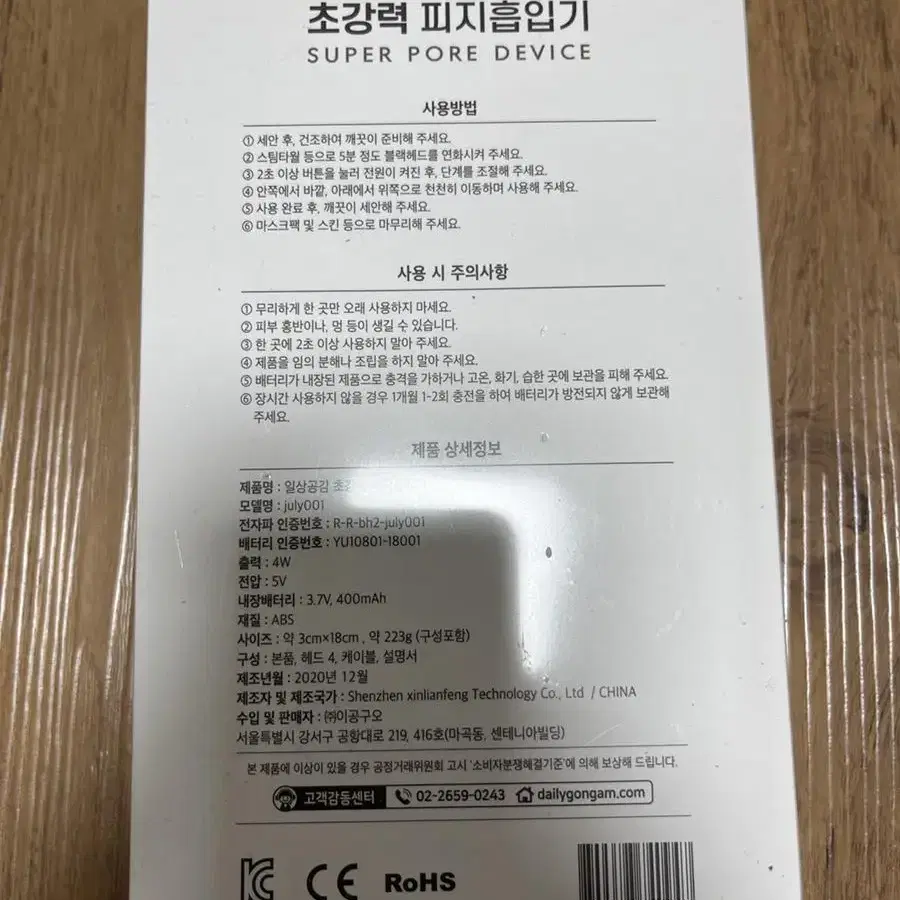 초강력 피지흡입기
SUPER PORE DEVICE
사용방법
① 세안 후, 건조하여 깨끗이 준비해 주세요.
② 스팀타월 등으로 5분 정도 블랙헤드를 연화시켜 주세요.
③ 2초 이상 버튼을 눌러 전원이 켜진 후, 단계를 조절해 주세요.
④ 안쪽에서 바깥, 아래에서 위쪽으로 천천히 이동하며 사용해 주세요.
⑤ 사용 완료 후, 깨끗이 세안해 주세요.
⑥ 마스크팩 및 스킨 등으로 마무리해 주세요.
사용 시 주의사항
① 무리하게 한 곳만 오래 사용하지 마세요.
② 피부 홍반이나, 멍 등이 생길 수 있습니다.
③ 한 곳에 2초 이상 사용하지 말아 주세요.
④ 제품을 임의 분해나 조립을 하지 말아 주세요.
⑤ 배터리가 내장된 제품으로 충격을 가하거나 고온, 화기, 습한 곳에 보관을 피해 주세요.
⑥ 장시간 사용하지 않을 경우 1개월 1-2회 충전을 하여 배터리가 방전되지 않게 보관해
주세요.
제품 상세정보
제품명 : 일상공감 초강
모델명 : july001
전자파 인증번호 : R-R-bh2-july001
배터리 인증번호 : YU10801-18001
출력 : 4W
전압 : 5V
내장배터리 : 3.7V, 400mAh
재질 : ABS
사이즈 : 약 3cm×18cm , 약 223g (구성포함)
구성 : 본품, 헤드 4, 케이블, 설명서
제조년월 : 2020년 12월
제조자 및 제조국가 : Shenzhen xinlianfeng Technology Co., Ltd / CHINA
수입 및 판매자 : ㈜이공구오
서울특별시 강서구 공항대로 219, 416호(마곡동, 센테니아빌딩)
본 제품에 이상이 있을 경우 공정거래위원회 고시 '소비자분쟁해결기준'에 의해 보상해 드립니다.
고객감동센터 02-2659-0243 dailygongam.com
KC CE RoHS